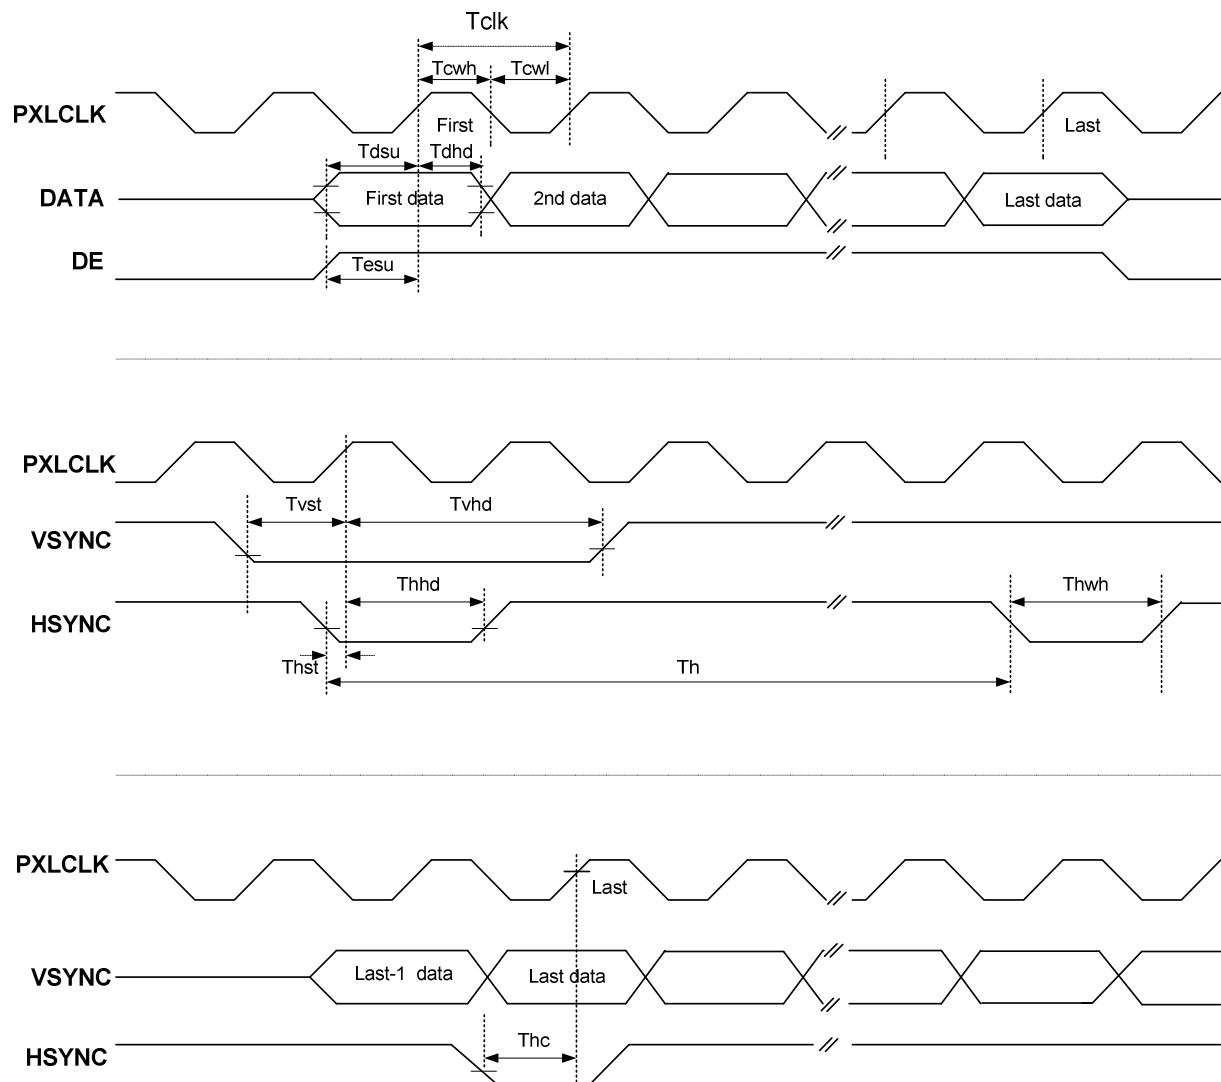 Tclk
Tcwh Tcwl
PXLCLK
First
Last
Tdsu Tdhd
DATA
First data
2nd data
Last data
DE
Tesu
PXLCLK
Tvst
Tvhd
VSYNC
Thhd
Thwh
HSYNC
Thst
Th
PXLCLK
Last
VSYNC
Last-1 data
Last data
Thc
HSYNC